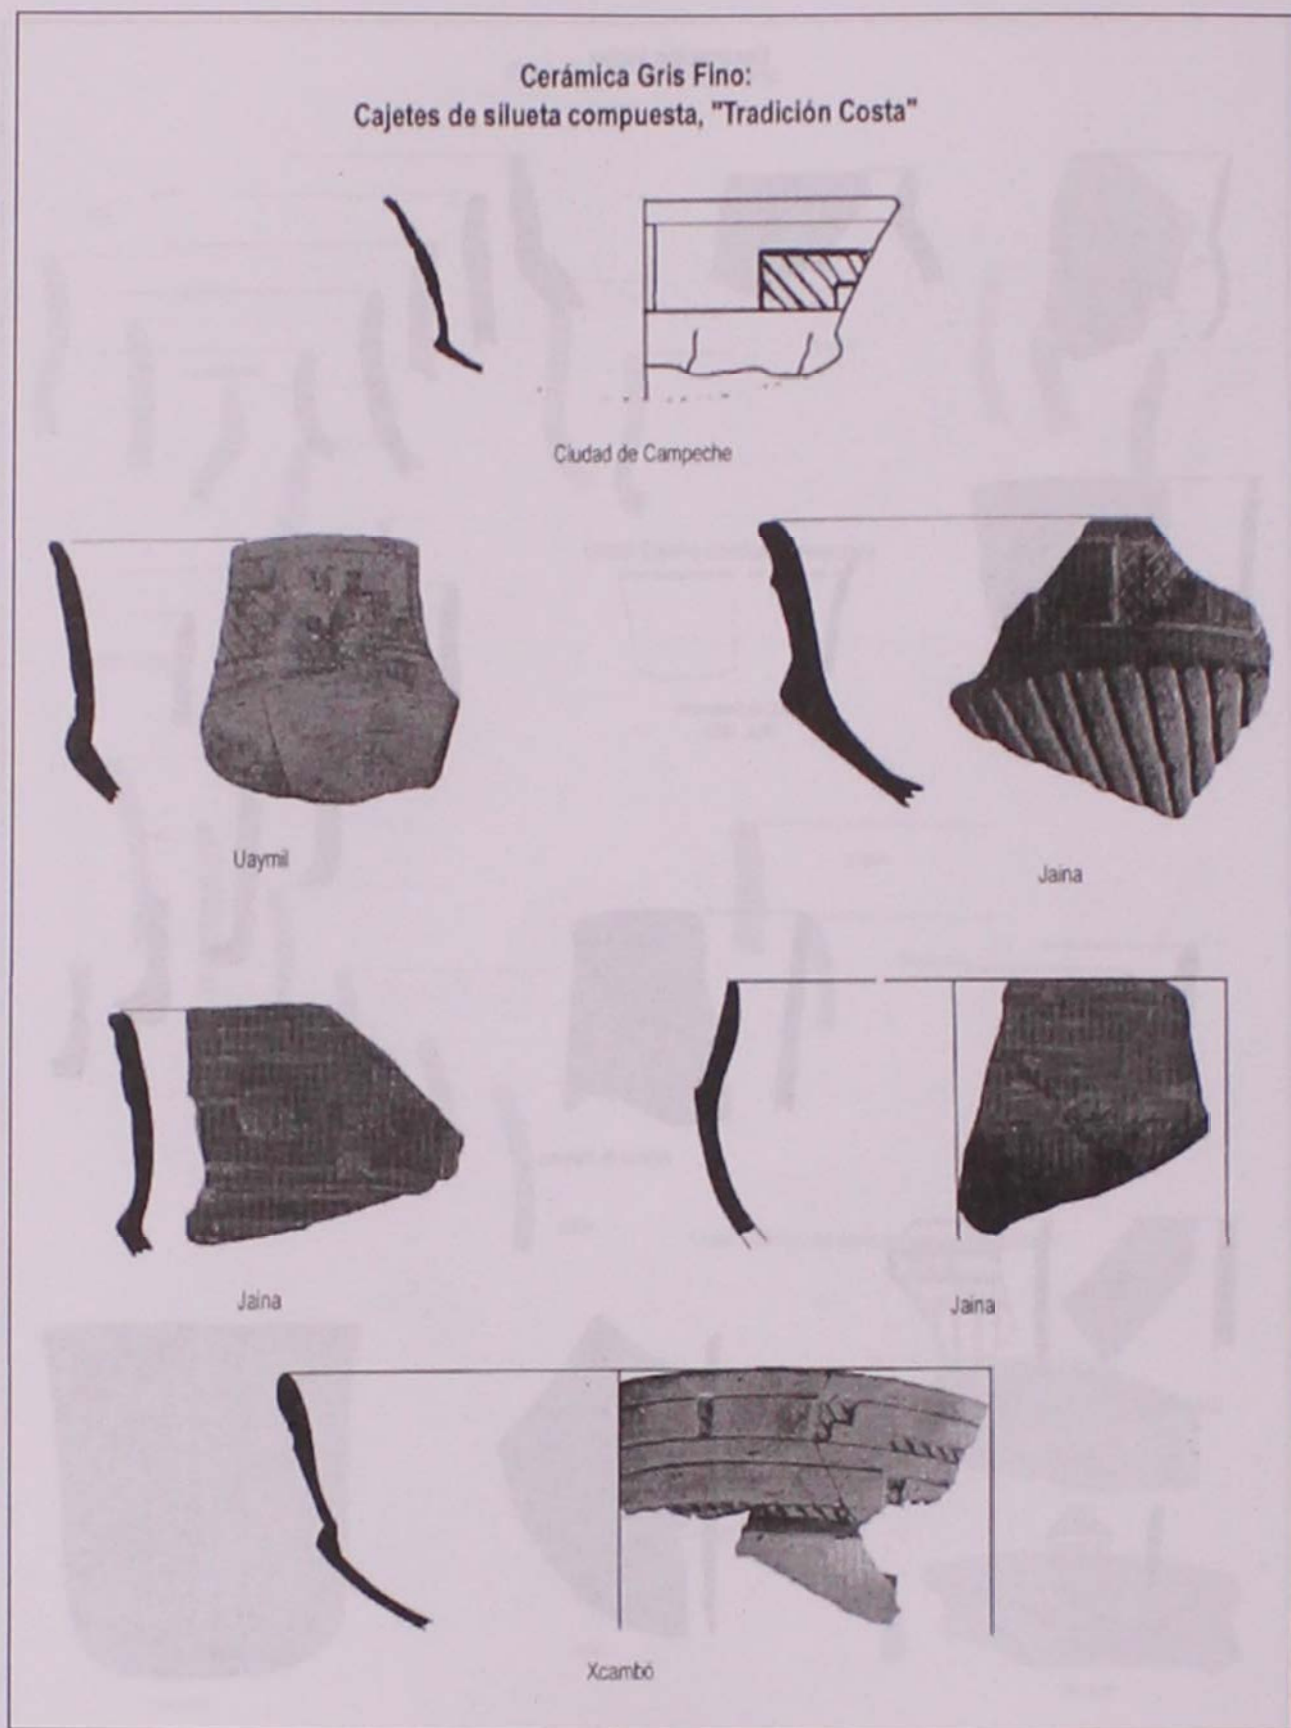 Cerámica Gris Fino:
Cajetes de silueta compuesta, "Tradición Costa"
Ciudad de Campeche
Uaymil
Jaina
Jaina
Jaina
Xcambó